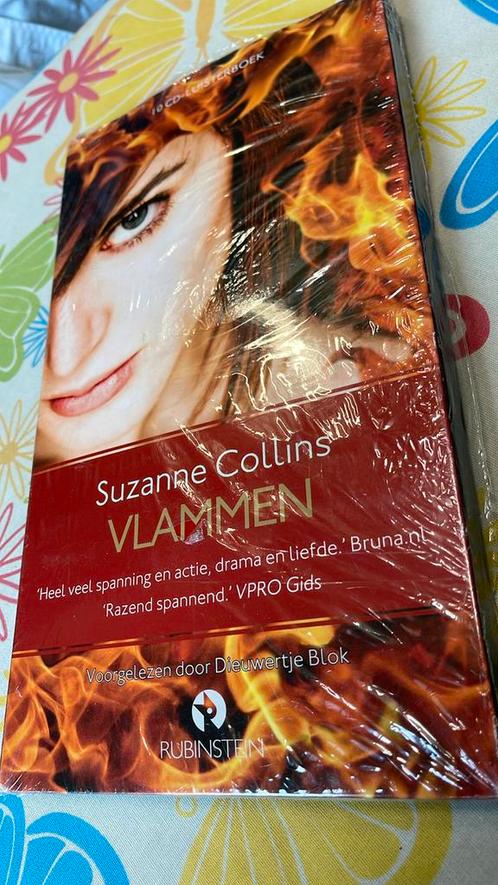 10 CD-LUISTERBOEK
Suzanne Collins
VLAMMEN
‘Heel veel spanning en actie, drama en liefde.’ Bruna.nl
‘Razend spannend.’ VPRO Gids
Voorgelezen door Dieuwertje Blok
RUBINSTEIN